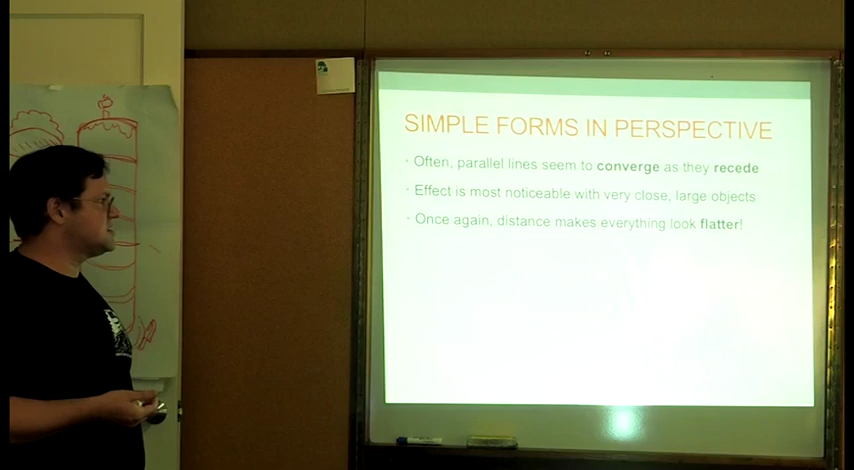 SIMPLE FORMS IN PERSPECTIVE
· Often, parallel lines seem to converge as they recede
· Effect is most noticeable with very close, large objects
· Once again, distance makes everything look flatter!